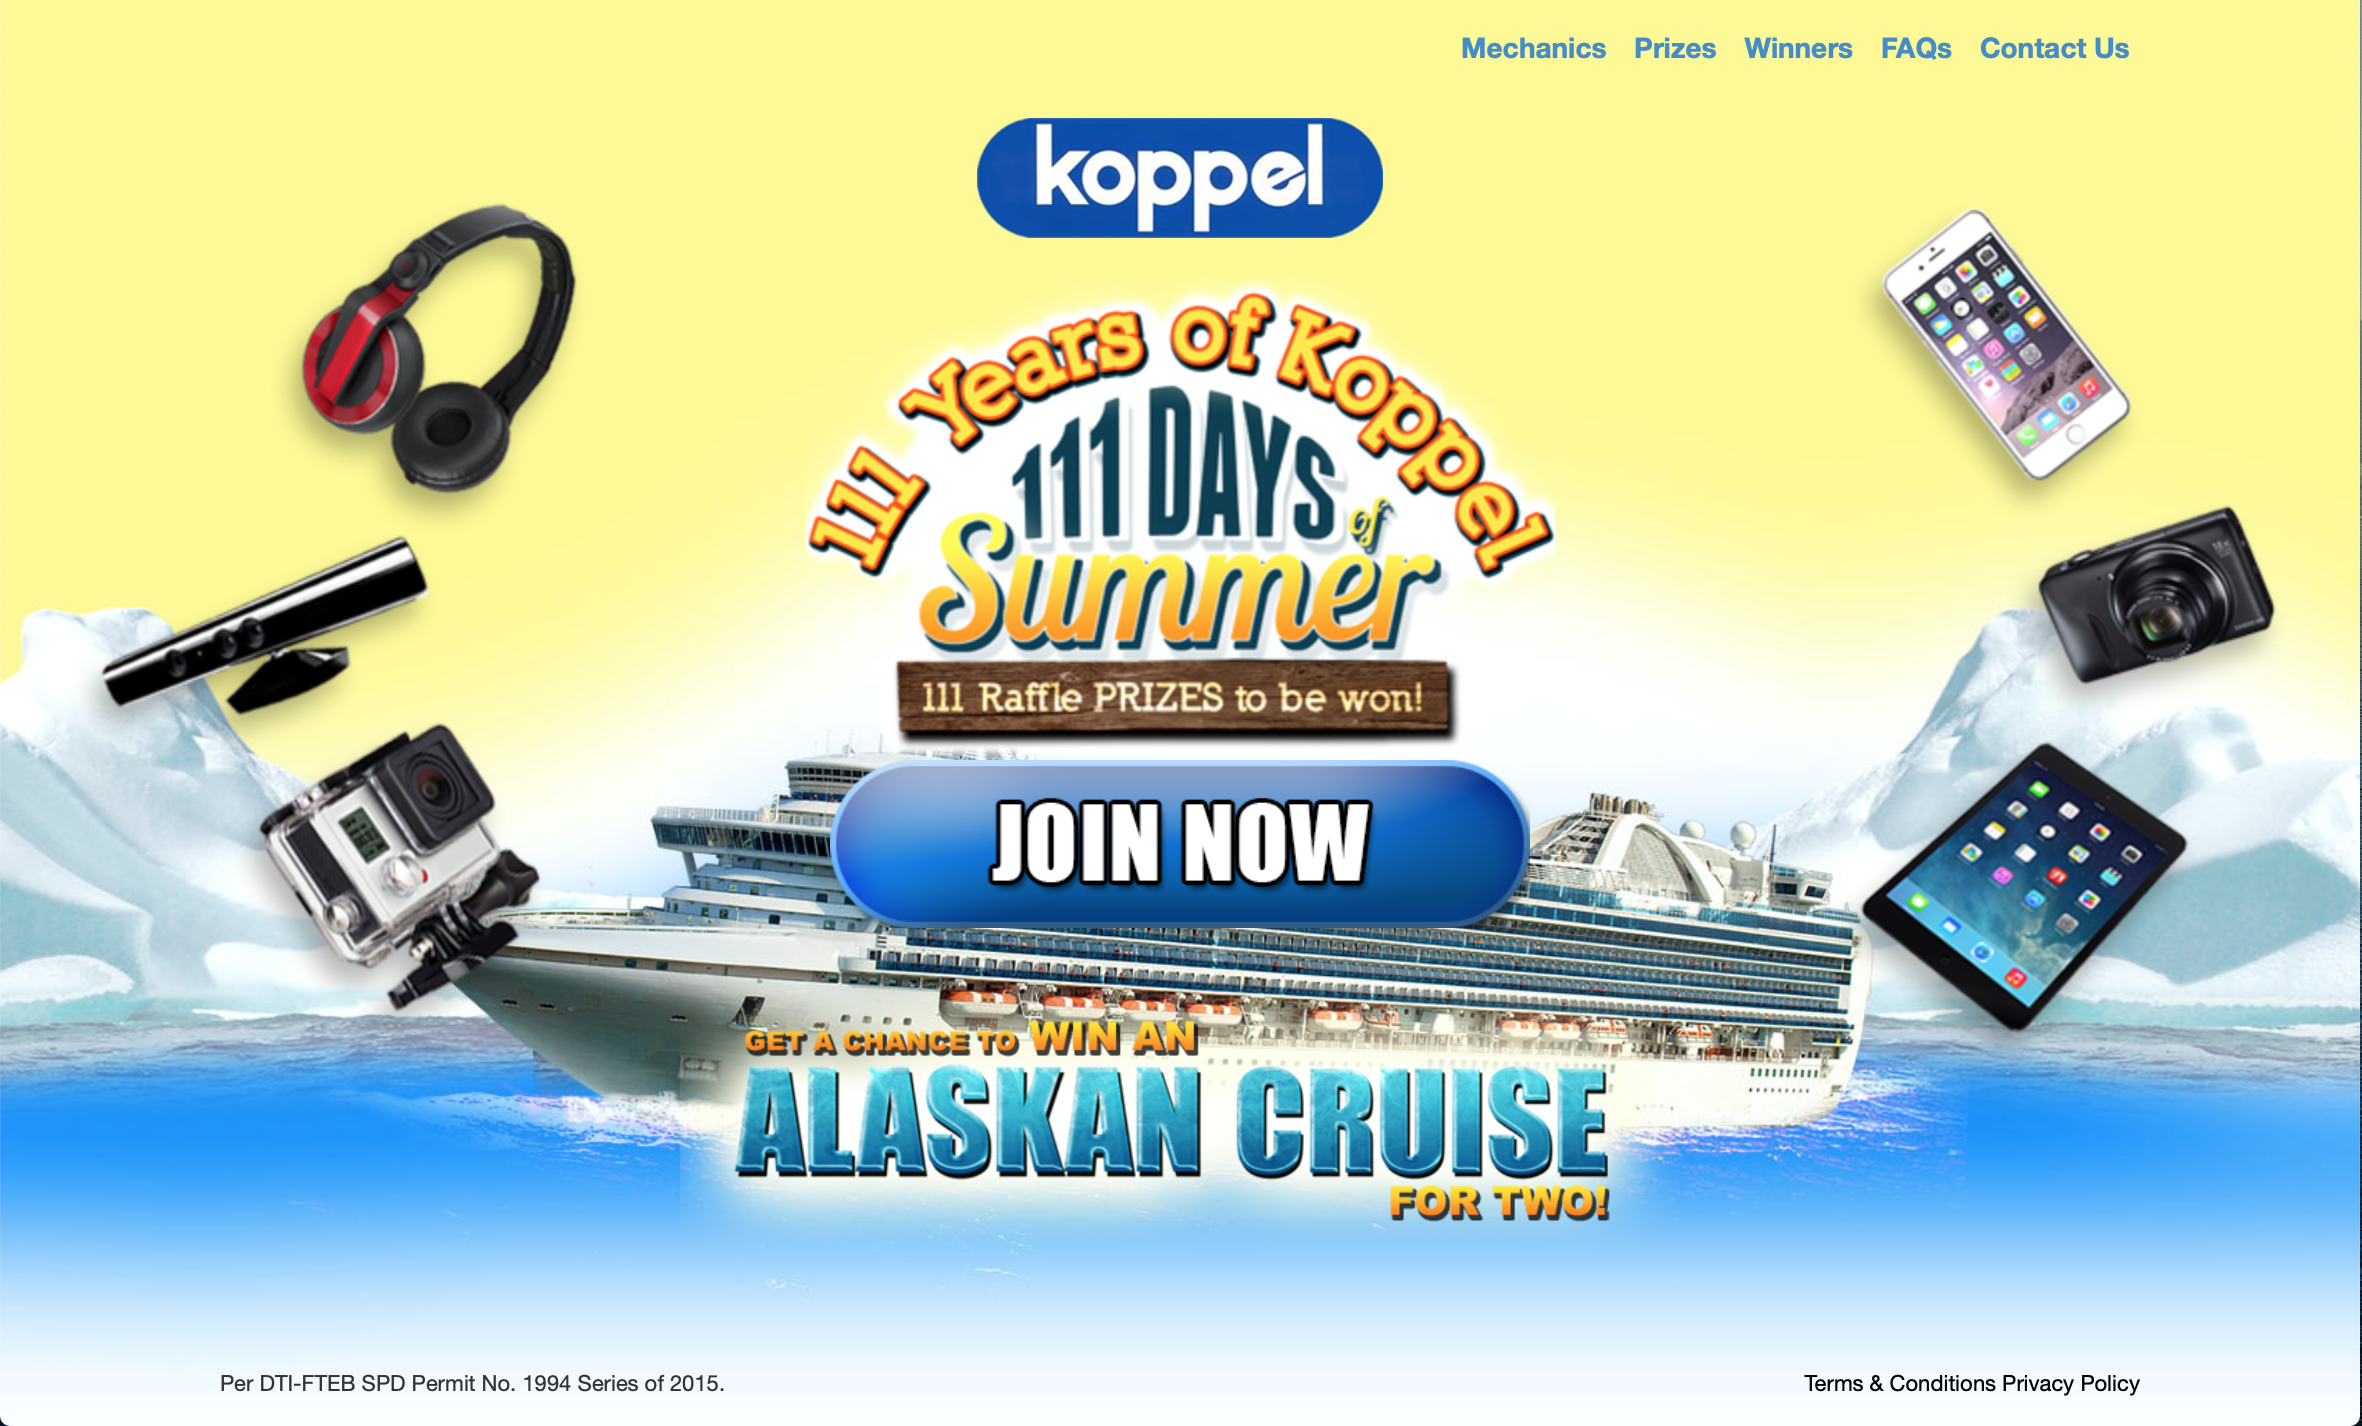 Mechanics Prizes Winners FAQs Contact Us
koppel
111 Years of Koppel
111 DAYS of
Summer
111 Raffle PRIZES to be won!
JOIN NOW
GET A CHANCE TO WIN AN
ALASKAN CRUISE
FOR TWO!
Per DTI-FTEB SPD Permit No. 1994 Series of 2015.
Terms & Conditions Privacy Policy